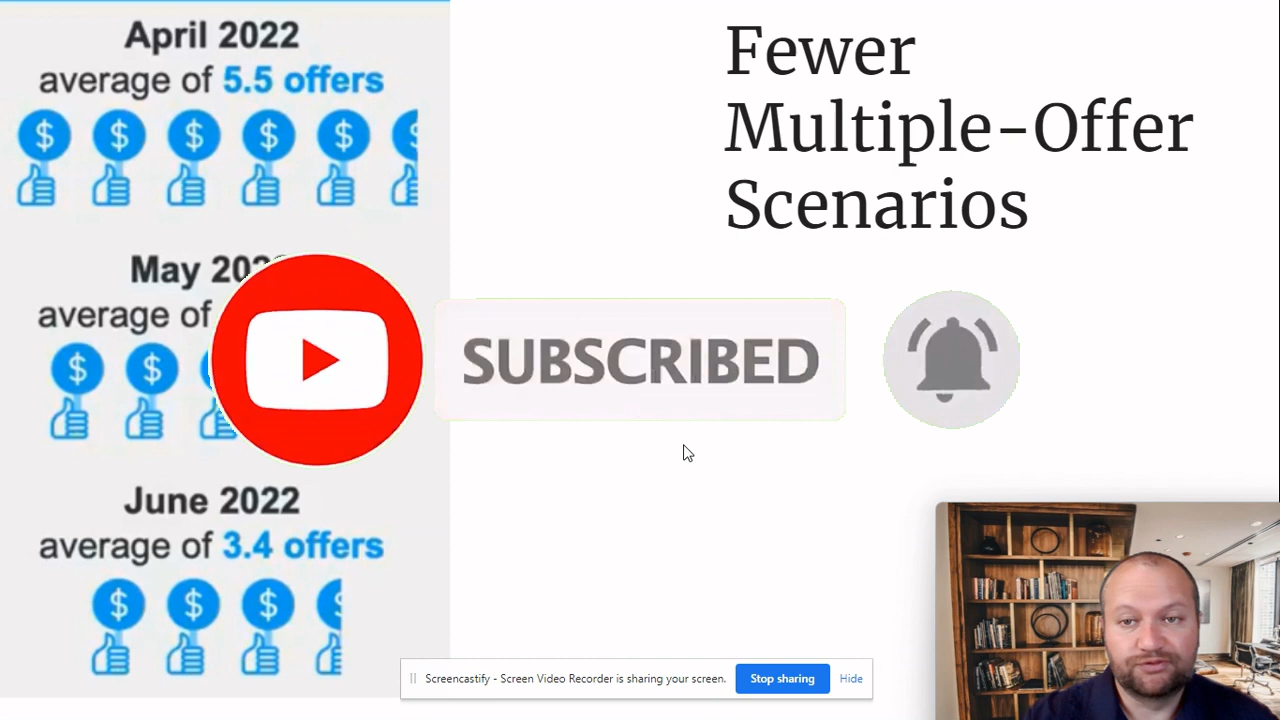 April 2022
average of 5.5 offers
Fewer
Multiple-Offer
Scenarios
May
average of
SUBSCRIBED
June 2022
average of 3.4 offers
Screencastify - Screen Video Recorder is sharing your screen.
Stop sharing
Hide